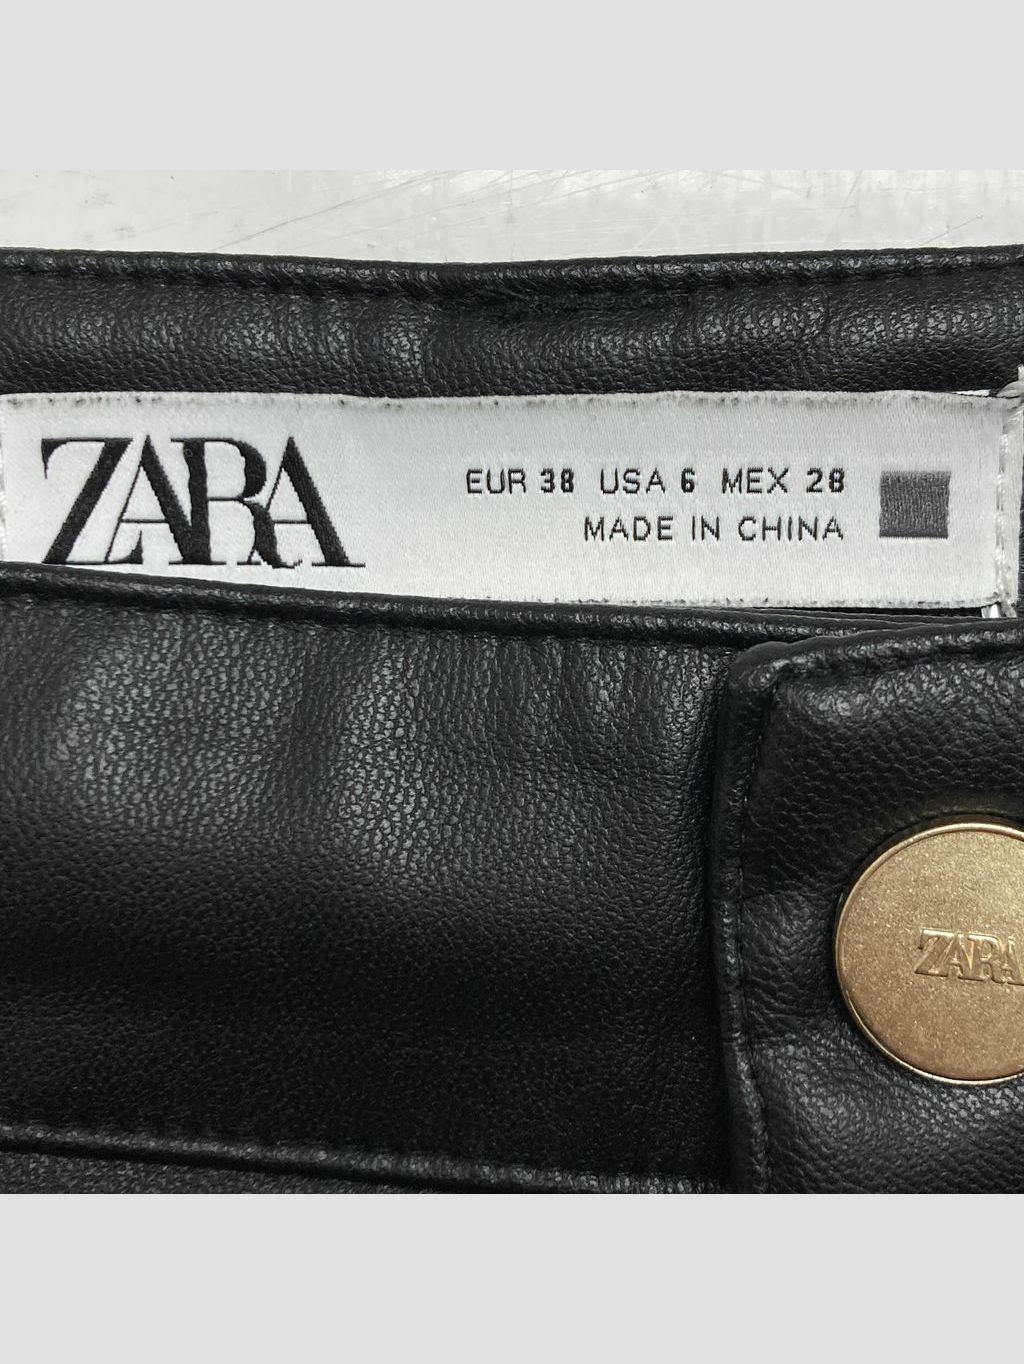 ZARA
EUR 38 USA 6 MEX 28
MADE IN CHINA
ZARA